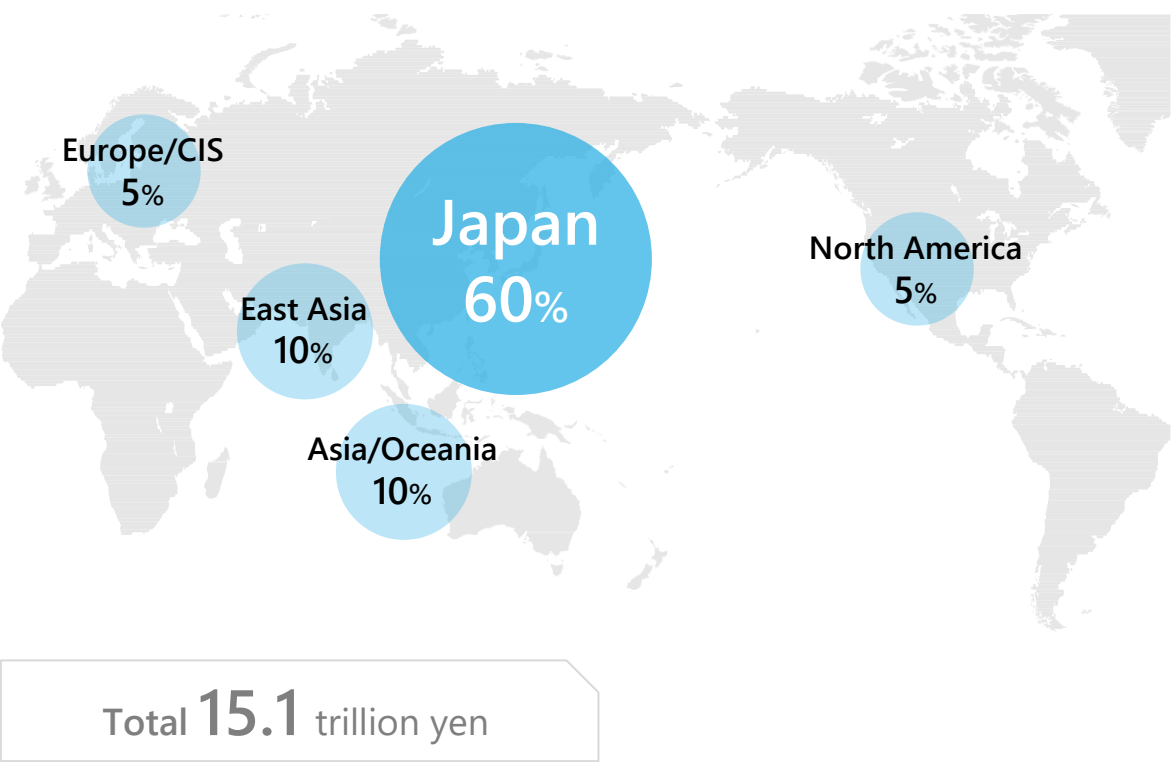 Europe/CIS
5%
Japan
60%
North America
5%
East Asia
10%
Asia/Oceania
10%
Total 15.1 trillion yen